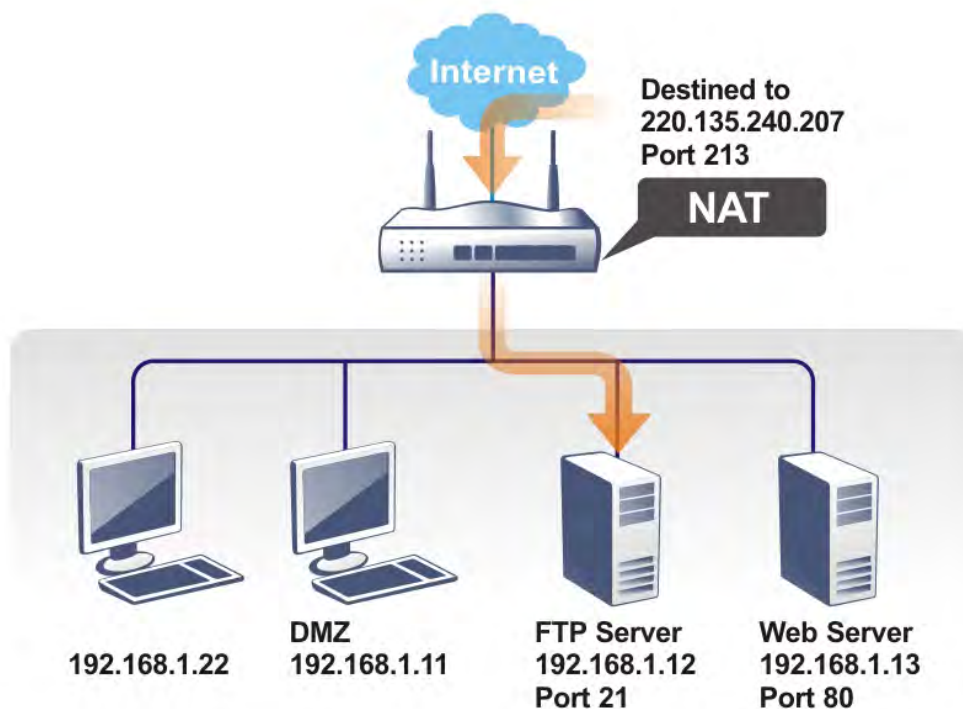 Internet
Destined to
220.135.240.207
Port 213
NAT
192.168.1.22
DMZ
192.168.1.11
FTP Server
192.168.1.12
Port 21
Web Server
192.168.1.13
Port 80